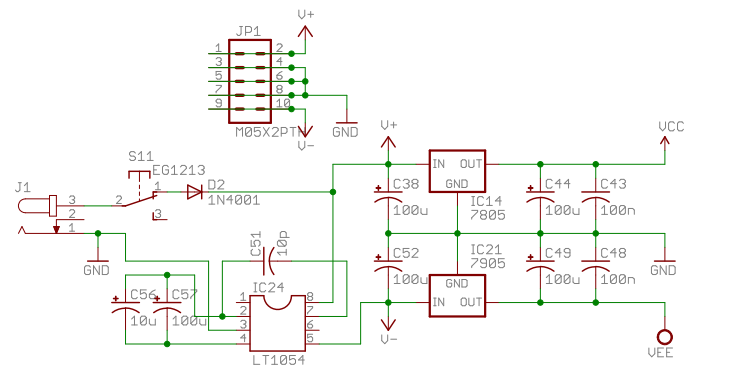 V+
JP1
1 2
3 4
5 6
7 8
9 10
M05X2PTH
V-
GND
V+
VCC
S11
EG1213
J1
3
2
1
2
1
3
D2
1N4001
GND
C38
100u
IN OUT
GND
IC14
7805
C44
100u
C43
100n
C51
10p
C52
100u
IC21
7905
GND
IN OUT
C49
100u
C48
100n
GND
C56
10u
C57
100u
IC24
1 8
2 7
3 6
4 5
LT1054
V-
VEE